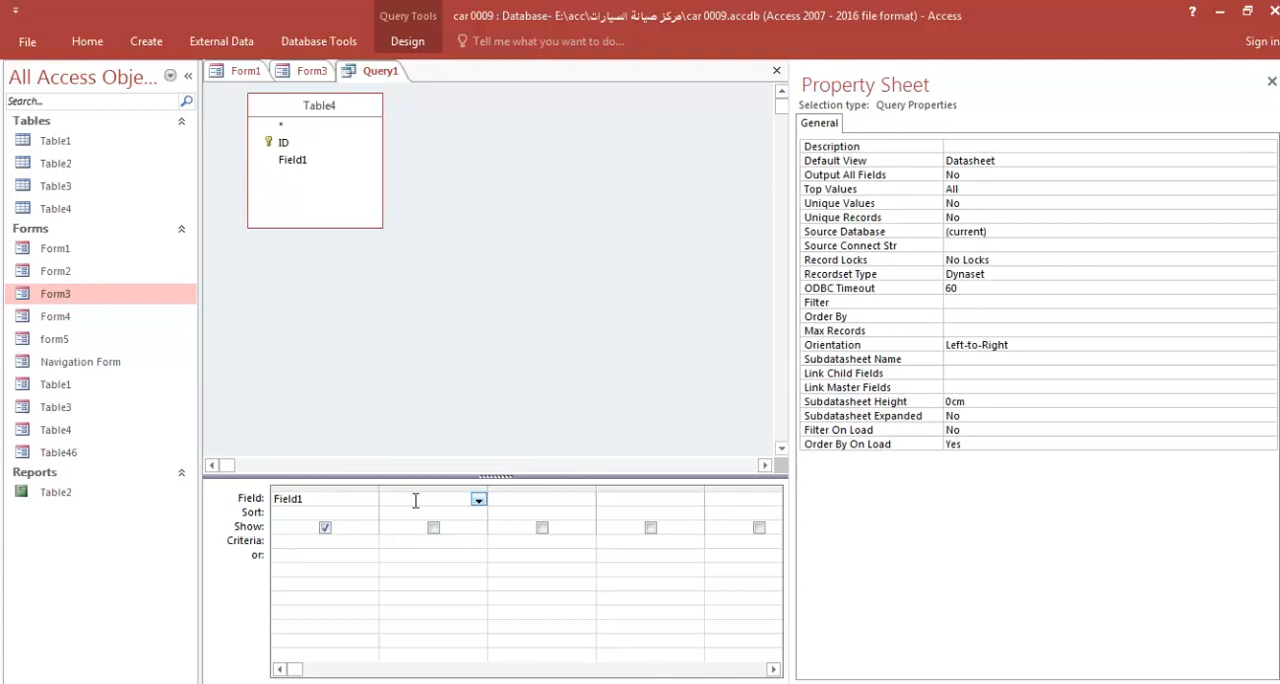 Query Tools
car 0009 : Database- E:\acc\مركز صيانة السيارات\car 0009.accdb (Access 2007 - 2016 file format) - Access
?
File Home Create External Data Database Tools Design Tell me what you want to do... Sign in
All Access Obje... «
Search...
Tables
Table1
Table2
Table3
Table4
Forms
Form1
Form2
Form3
Form4
form5
Navigation Form
Table1
Table3
Table4
Table46
Reports
Table2
Form1 Form3 Query1
Table4
*
ID
Field1
Field: Field1
Sort:
Show:
Criteria:
or:
Property Sheet
Selection type: Query Properties
General
Description
Default View Datasheet
Output All Fields No
Top Values All
Unique Values No
Unique Records No
Source Database (current)
Source Connect Str
Record Locks No Locks
Recordset Type Dynaset
ODBC Timeout 60
Filter
Order By
Max Records
Orientation Left-to-Right
Subdatasheet Name
Link Child Fields
Link Master Fields
Subdatasheet Height 0cm
Subdatasheet Expanded No
Filter On Load No
Order By On Load Yes